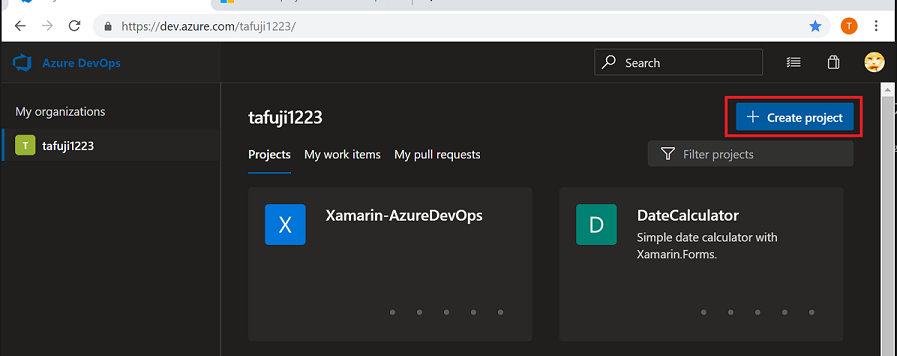 https://dev.azure.com/tafuji1223/
T
Azure DevOps
Search
My organizations
T
tafuji1223
tafuji1223
+ Create project
Projects
My work items
My pull requests
Filter projects
X
Xamarin-AzureDevOps
D
DateCalculator
Simple date calculator with
Xamarin.Forms.